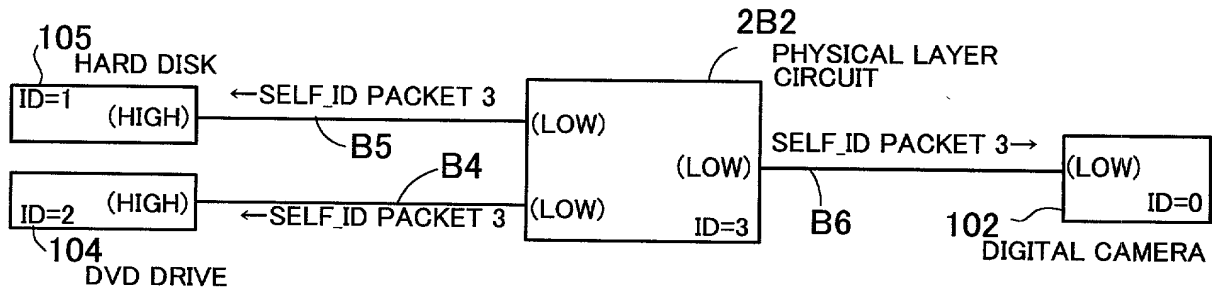 105
HARD DISK
ID=1
(HIGH)
←SELF_ID PACKET 3
B5
(LOW)
2B2
PHYSICAL LAYER
CIRCUIT
(LOW)
SELF_ID PACKET 3→
(LOW)
B6
ID=0
102
DIGITAL CAMERA
B4
(HIGH)
ID=2
←SELF_ID PACKET 3
(LOW)
ID=3
104
DVD DRIVE